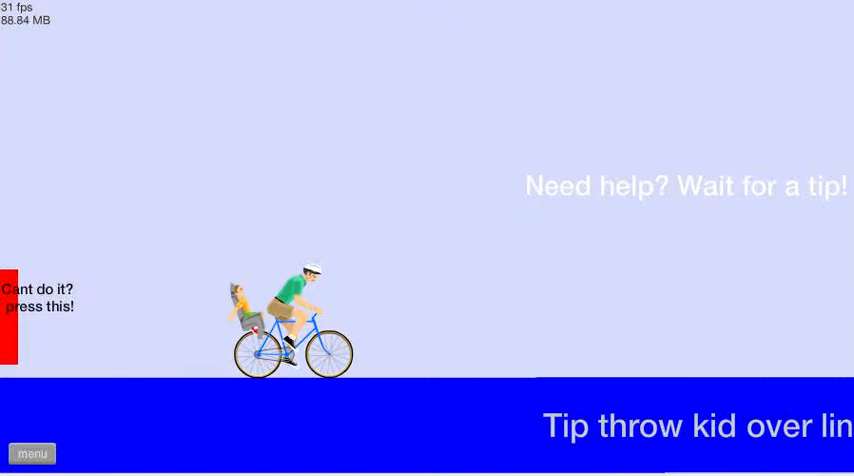 31 fps
88.84 MB
Need help? Wait for a tip!
Cant do it?
press this!
Tip throw kid over lin
menu